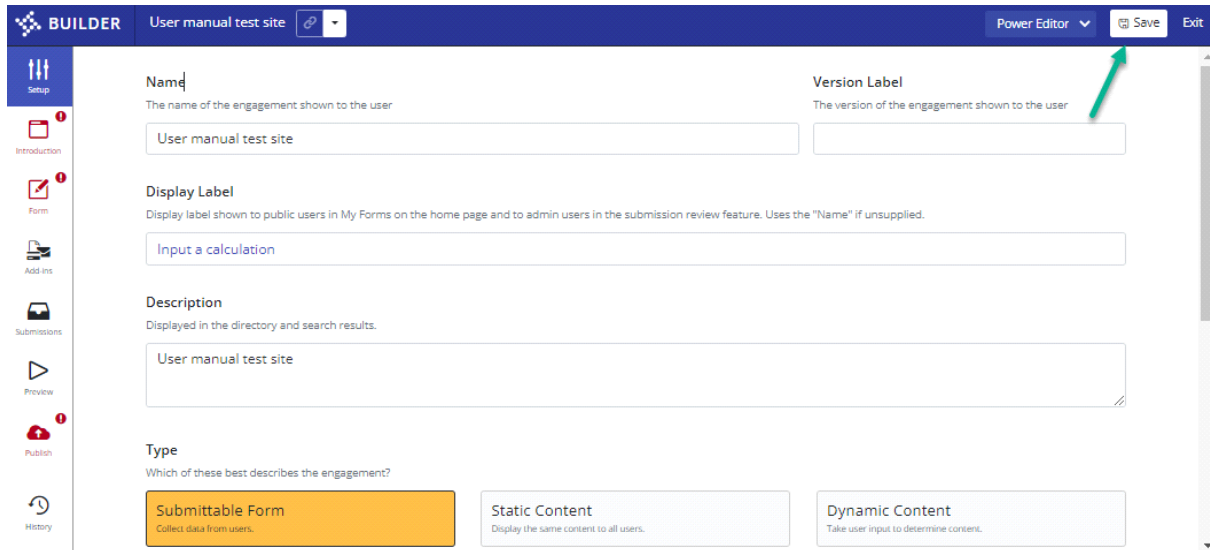 BUILDER
User manual test site
Power Editor
Save
Exit
Setup
Introduction
Form
Add-ins
Submissions
Preview
Publish
History
Name
The name of the engagement shown to the user
User manual test site
Version Label
The version of the engagement shown to the user
Display Label
Display label shown to public users in My Forms on the home page and to admin users in the submission review feature. Uses the "Name" if unsupplied.
Input a calculation
Description
Displayed in the directory and search results.
User manual test site
Type
Which of these best describes the engagement?
Submittable Form
Collect data from users.
Static Content
Display the same content to all users.
Dynamic Content
Take user input to determine content.